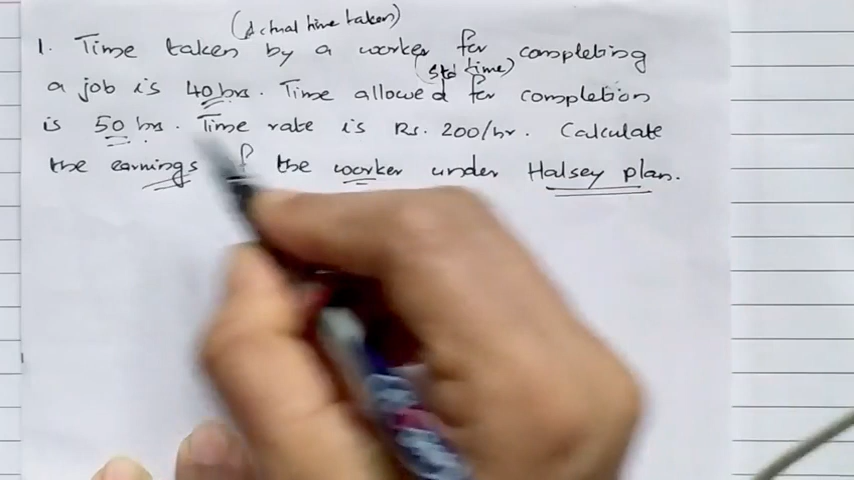 (Actual time taken)
1. Time taken by a worker for completing
(Std time)
a job is 40 hrs. Time allowed for completion
is 50 hrs. Time rate is Rs. 200/hr. Calculate
the earnings of the worker under Halsey plan.